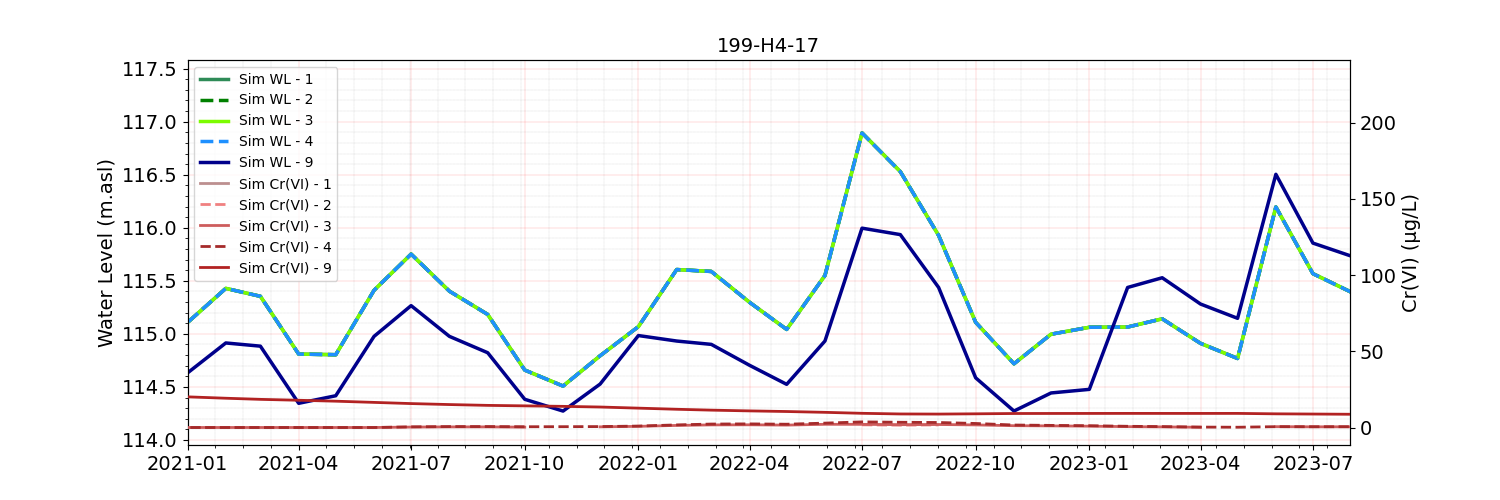 199-H4-17
117.5
117.0
116.5
116.0
115.5
115.0
114.5
114.0
Water Level (m.asl)
Sim WL - 1
Sim WL - 2
Sim WL - 3
Sim WL - 4
Sim WL - 9
Sim Cr(VI) - 1
Sim Cr(VI) - 2
Sim Cr(VI) - 3
Sim Cr(VI) - 4
Sim Cr(VI) - 9
200
150
100
50
0
Cr(VI) (μg/L)
2021-01 2021-04 2021-07 2021-10 2022-01 2022-04 2022-07 2022-10 2023-01 2023-04 2023-07